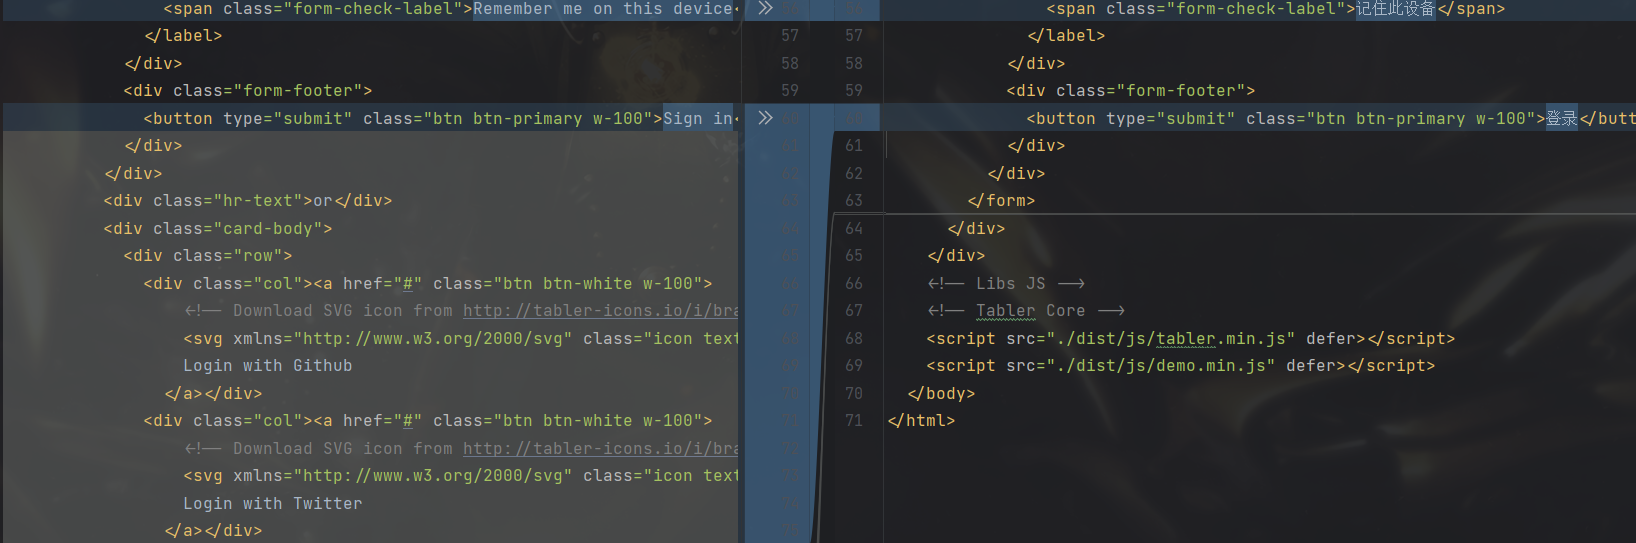 <span class="form-check-label">Remember me on this device<
</label>
</div>
<div class="form-footer">
<button type="submit" class="btn btn-primary w-100">Sign in<
</div>
</div>
<div class="hr-text">or</div>
<div class="card-body">
<div class="row">
<div class="col"><a href="#" class="btn btn-white w-100">
<!-- Download SVG icon from http://tabler-icons.io/i/bra
<svg xmlns="http://www.w3.org/2000/svg" class="icon text
Login with Github
</a></div>
<div class="col"><a href="#" class="btn btn-white w-100">
<!-- Download SVG icon from http://tabler-icons.io/i/bra
<svg xmlns="http://www.w3.org/2000/svg" class="icon text
Login with Twitter
</a></div>
57 57
58 58
59 59
<span class="form-check-label">记住此设备</span>
</label>
</div>
<div class="form-footer">
<button type="submit" class="btn btn-primary w-100">登录</butt
61 </div>
62 </div>
63 </form>
64 </div>
65 </div>
66 <!-- Libs JS -->
67 <!-- Tabler Core -->
68 <script src="./dist/js/tabler.min.js" defer></script>
69 <script src="./dist/js/demo.min.js" defer></script>
70 </body>
71 </html>